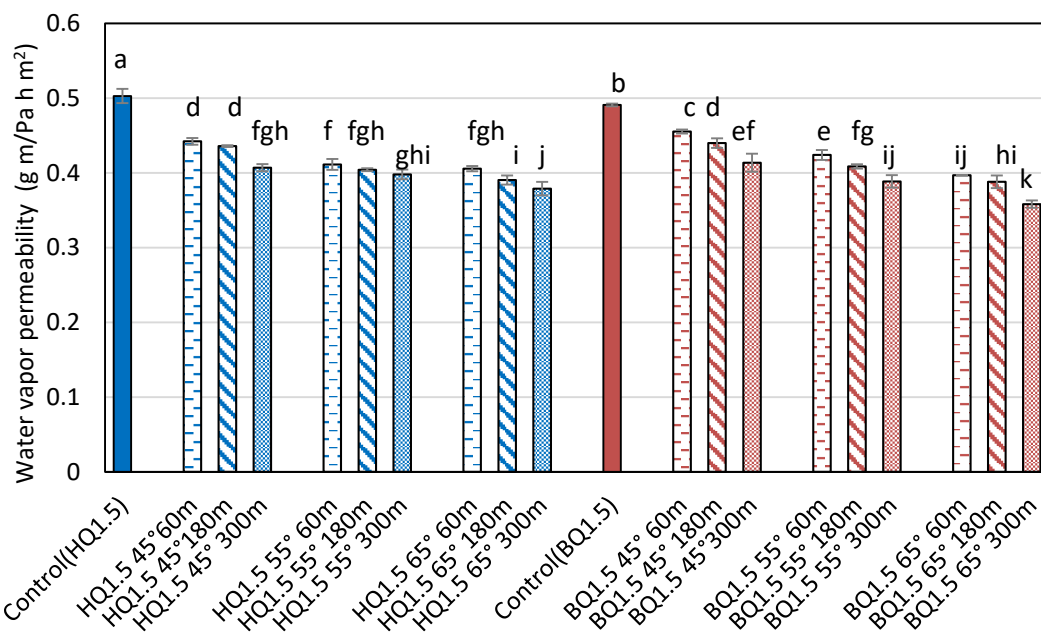 Water vapor permeability (g m/Pa h m²)
0.6
0.5
0.4
0.3
0.2
0.1
0
a
d
d
fgh
f
fgh
ghi
fgh
i
j
b
c
d
ef
e
fg
ij
ij
hi
k
Control(HQ1.5)
HQ1.5 45°60m
HQ1.5 45°180m
HQ1.5 45° 300m
HQ1.5 55° 60m
HQ1.5 55° 180m
HQ1.5 55° 300m
HQ1.5 65° 60m
HQ1.5 65° 180m
HQ1.5 65° 300m
Control(BQ1.5)
BQ1.5 45° 60m
BQ1.5 45° 180m
BQ1.5 45°300m
BQ1.5 55° 60m
BQ1.5 55° 180m
BQ1.5 55° 300m
BQ1.5 65° 60m
BQ1.5 65° 180m
BQ1.5 65° 300m